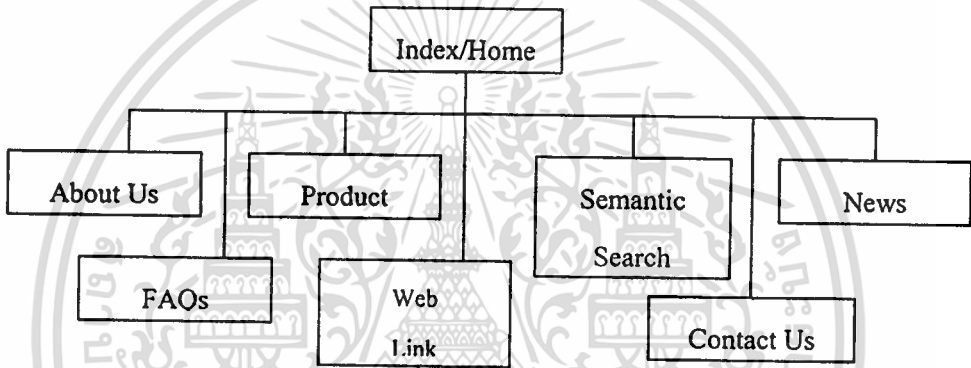 Index/Home
About Us
Product
Semantic
Search
News
FAQs
Web
Link
Contact Us